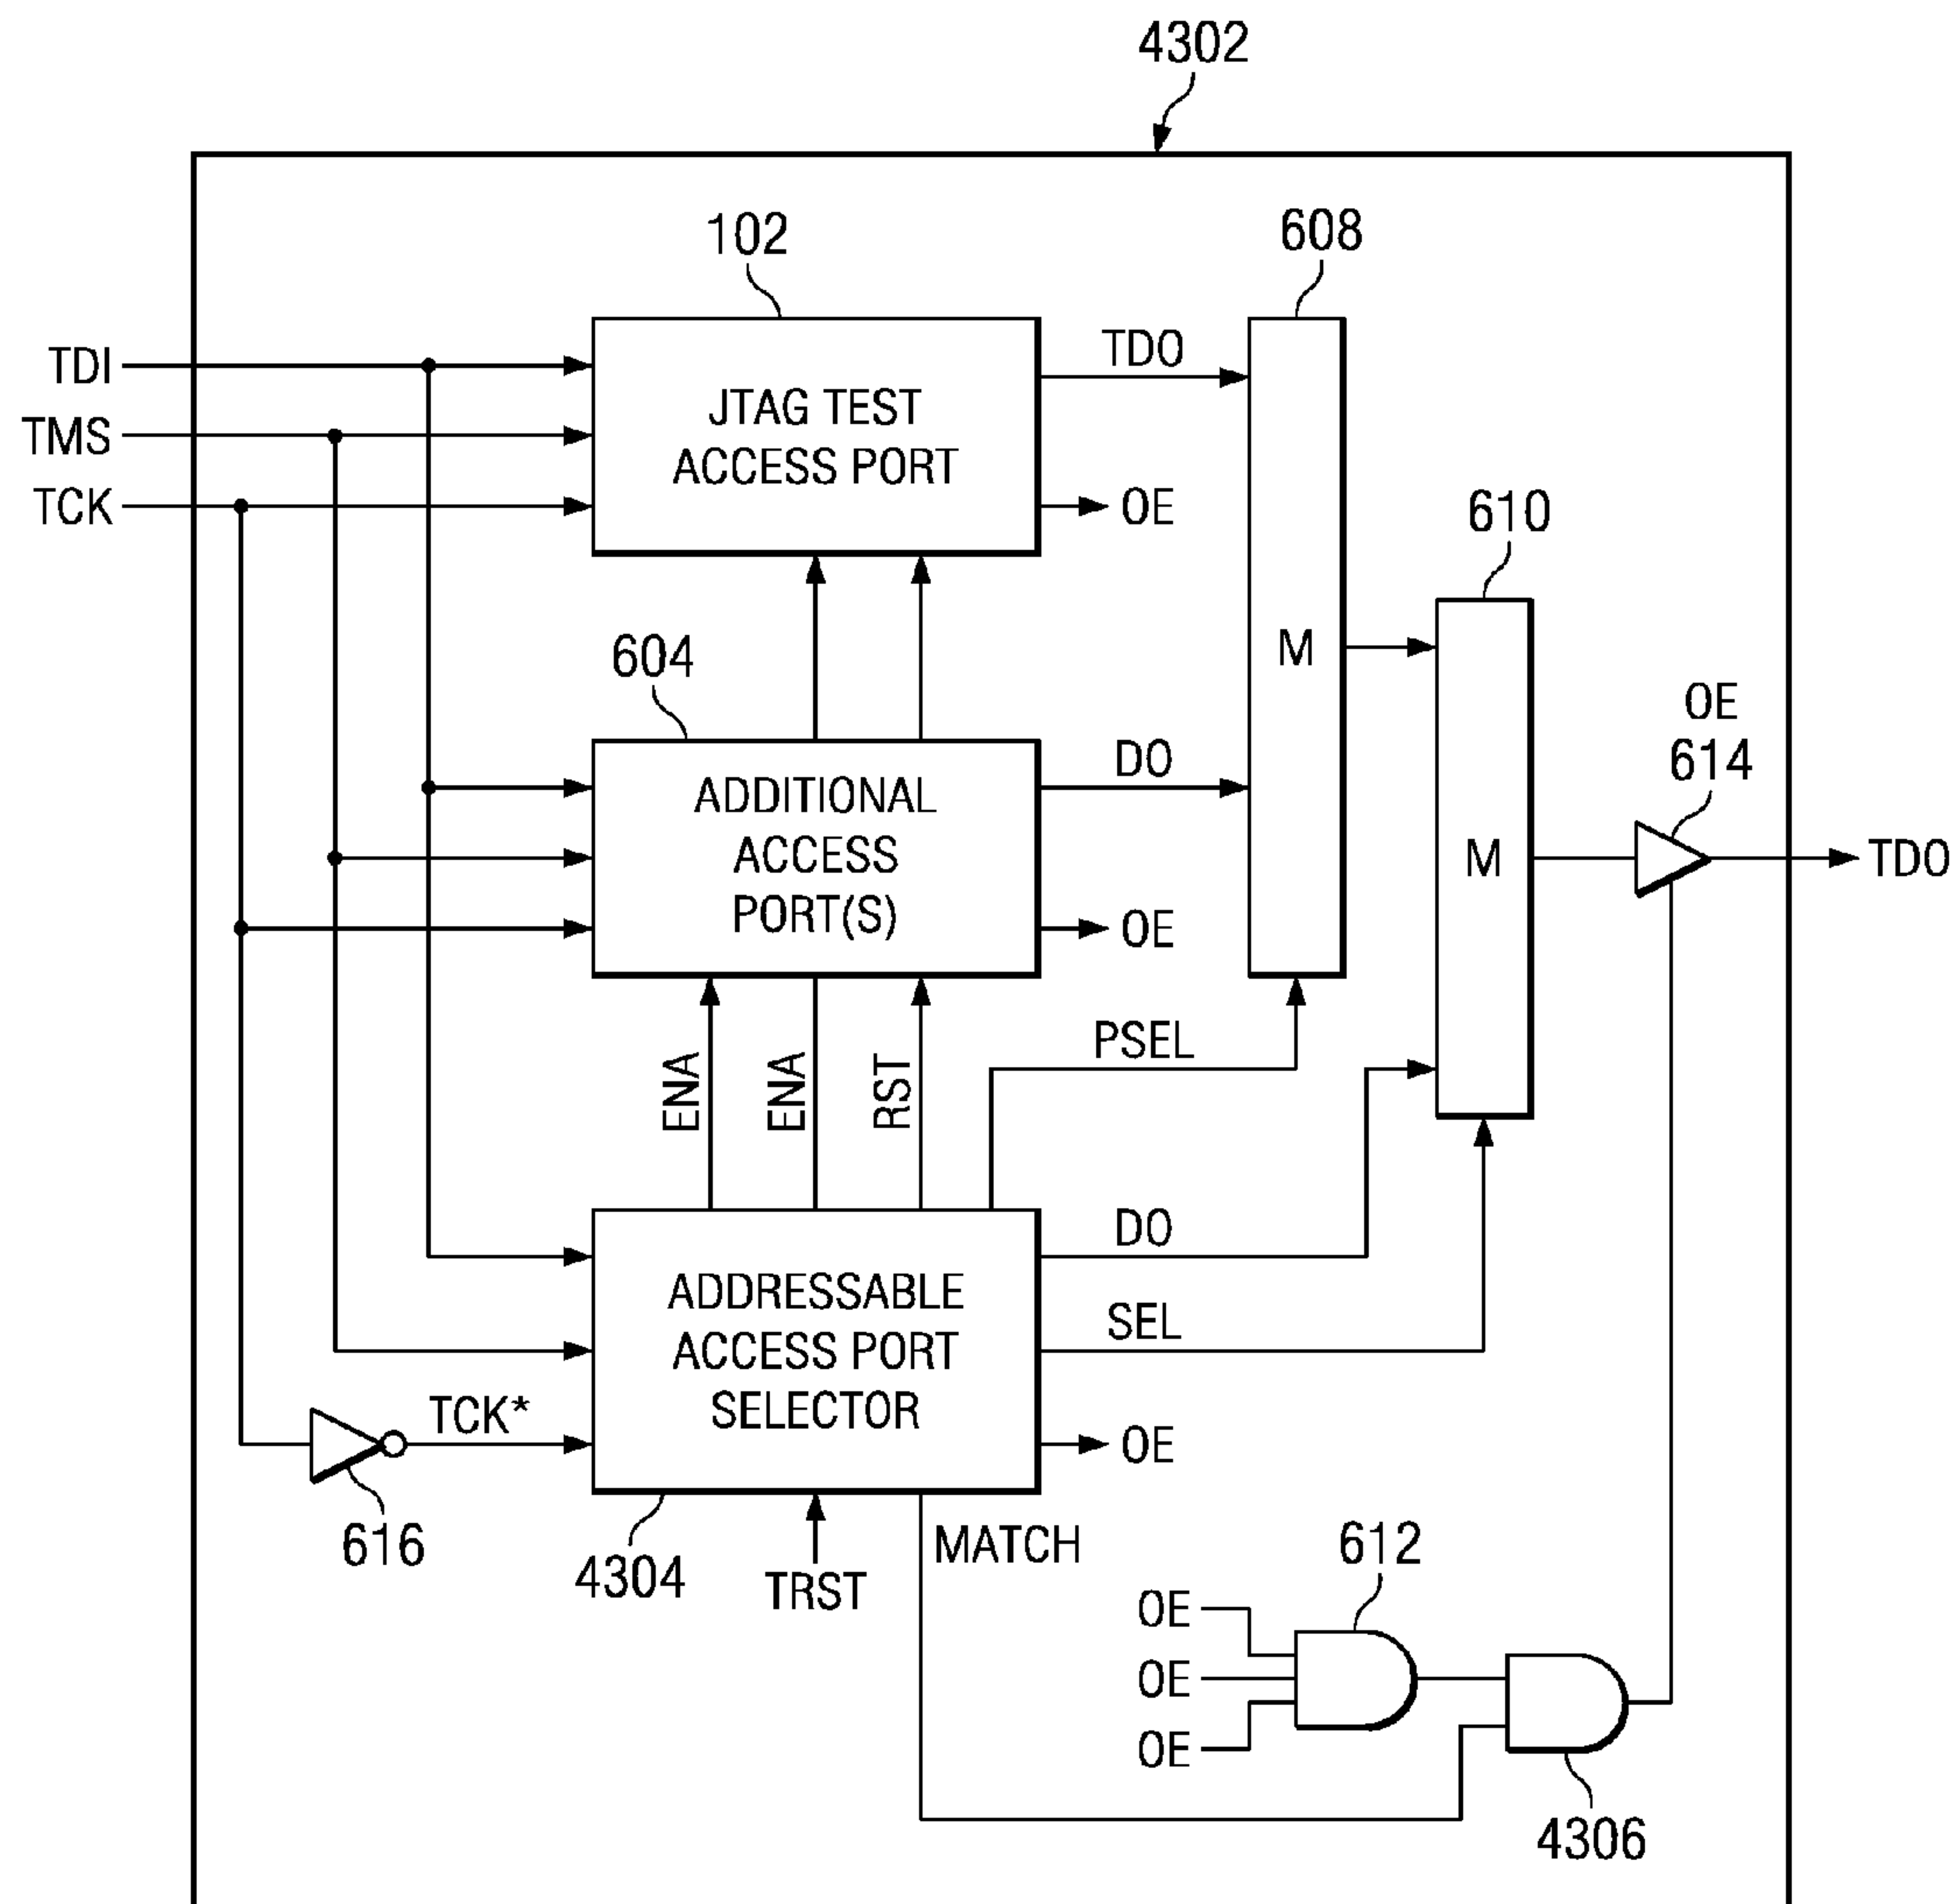 4302
102
608
TDI
TMS
TCK
JTAG TEST
ACCESS PORT
TDO
OE
610
604
M
ADDITIONAL
ACCESS
PORT(S)
DO
OE
M
OE
614
TDO
ENA
ENA
RST
PSEL
ADDRESSABLE
ACCESS PORT
SELECTOR
DO
SEL
OE
TCK*
616
4304
TRST
MATCH
612
OE
OE
OE
4306